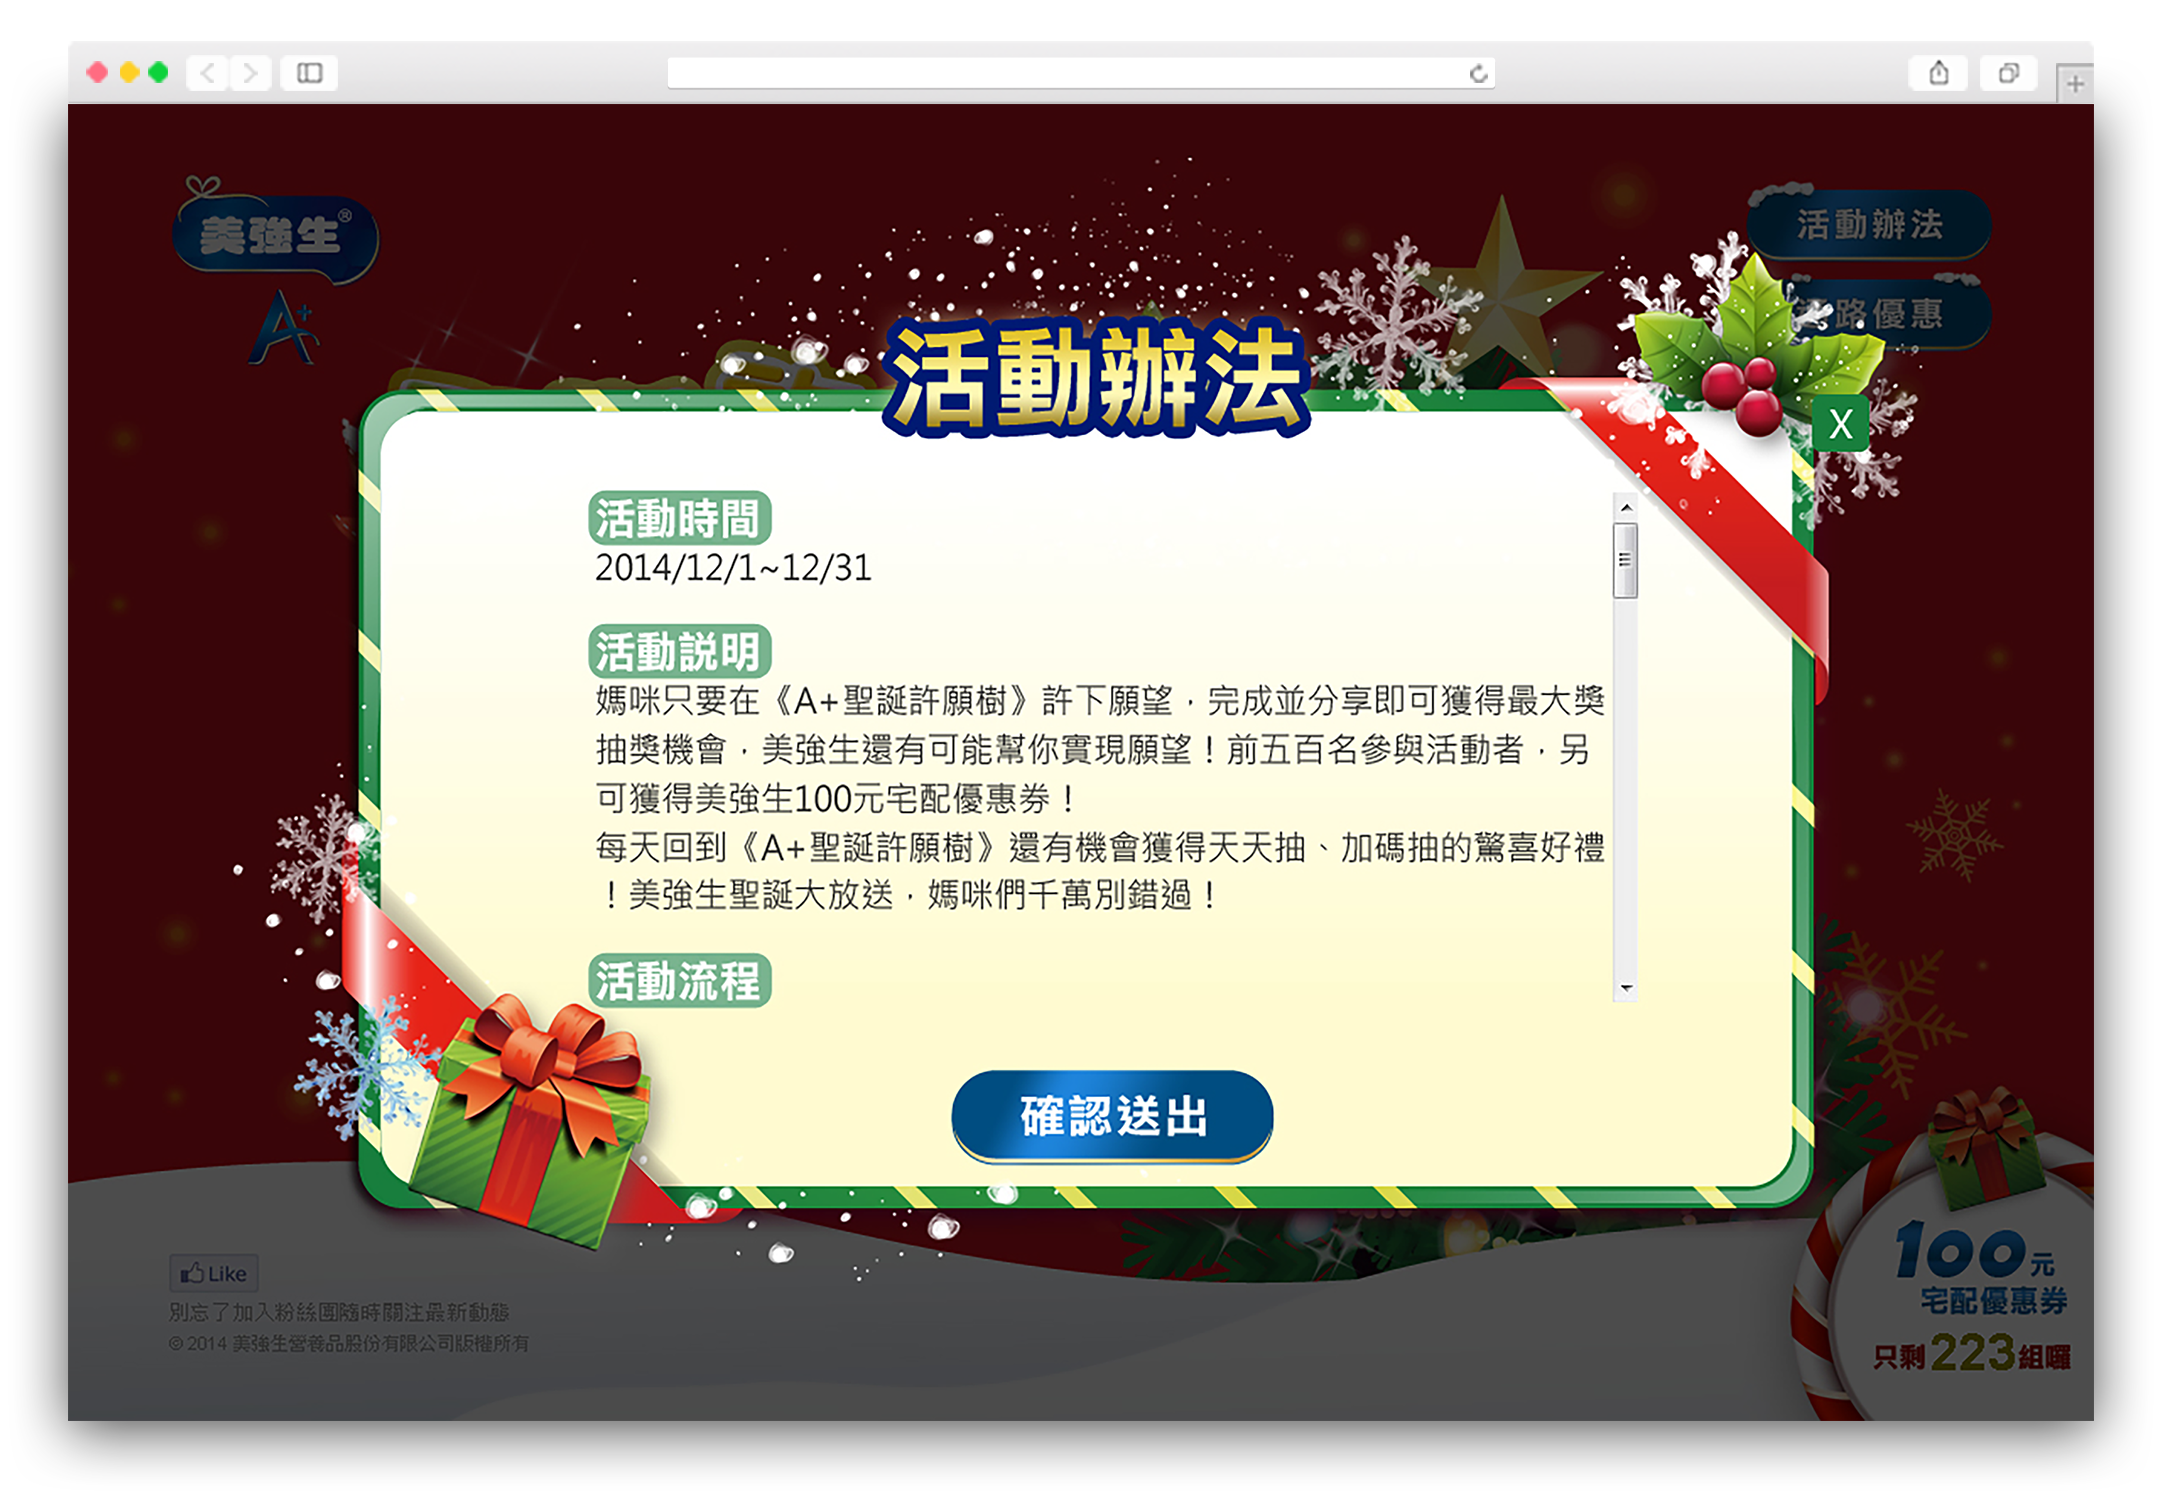 美強生®
A+
活動辦法
路優惠
活動辦法
X
活動時間
2014/12/1~12/31
活動説明
媽咪只要在《A+聖誕許願樹》許下願望，完成並分享即可獲得最大獎
抽獎機會，美強生還有可能幫你實現願望！前五百名參與活動者，另
可獲得美強生100元宅配優惠券！
每天回到《A+聖誕許願樹》還有機會獲得天天抽、加碼抽的驚喜好禮
！美強生聖誕大放送，媽咪們千萬別錯過！
活動流程
確認送出
Like
別忘了加入粉絲團隨時關注最新動態
© 2014 美強生營養品股份有限公司版權所有
100元
宅配優惠券
只剩223組囉